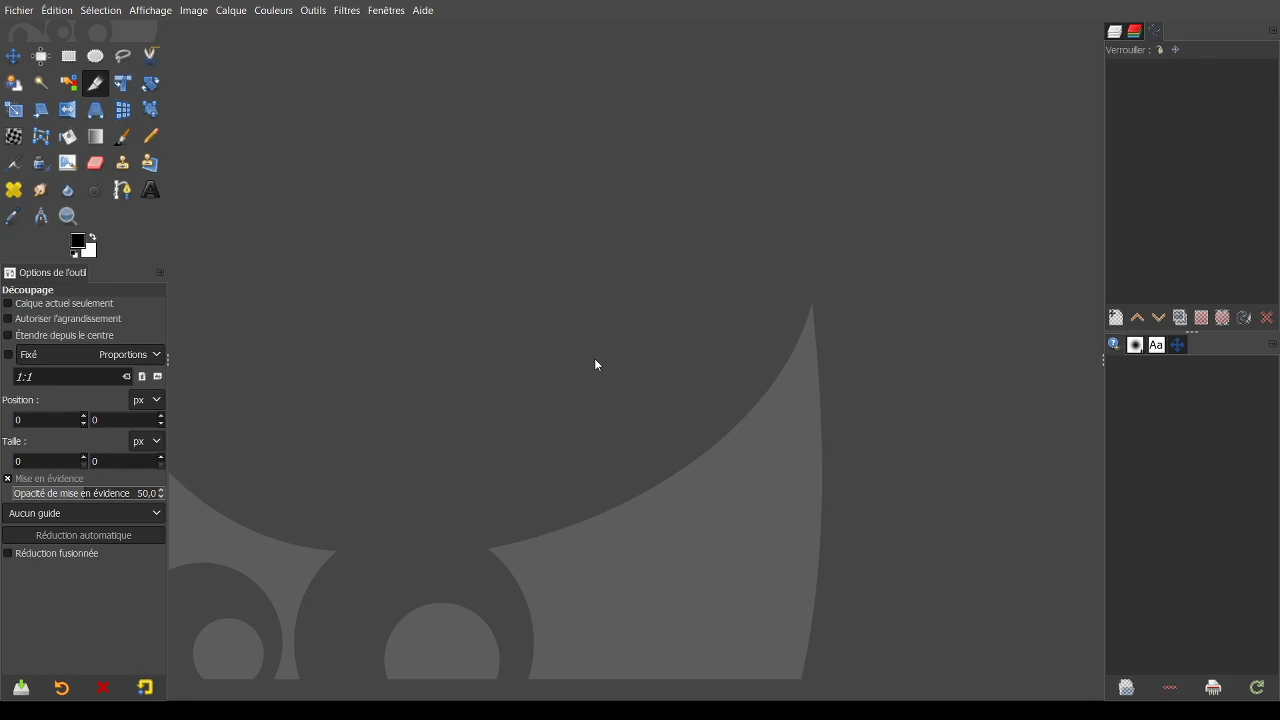 Fichier Édition Sélection Affichage Image Calque Couleurs Outils Filtres Fenêtres Aide
Verrouiller :
Options de l'outil
Découpage
Calque actuel seulement
Autoriser l'agrandissement
Étendre depuis le centre
Fixé Proportions
1:1
Position : px
0 0
Taille : px
0 0
Mise en évidence
Opacité de mise en évidence 50,0
Aucun guide
Réduction automatique
Réduction fusionnée
Aa